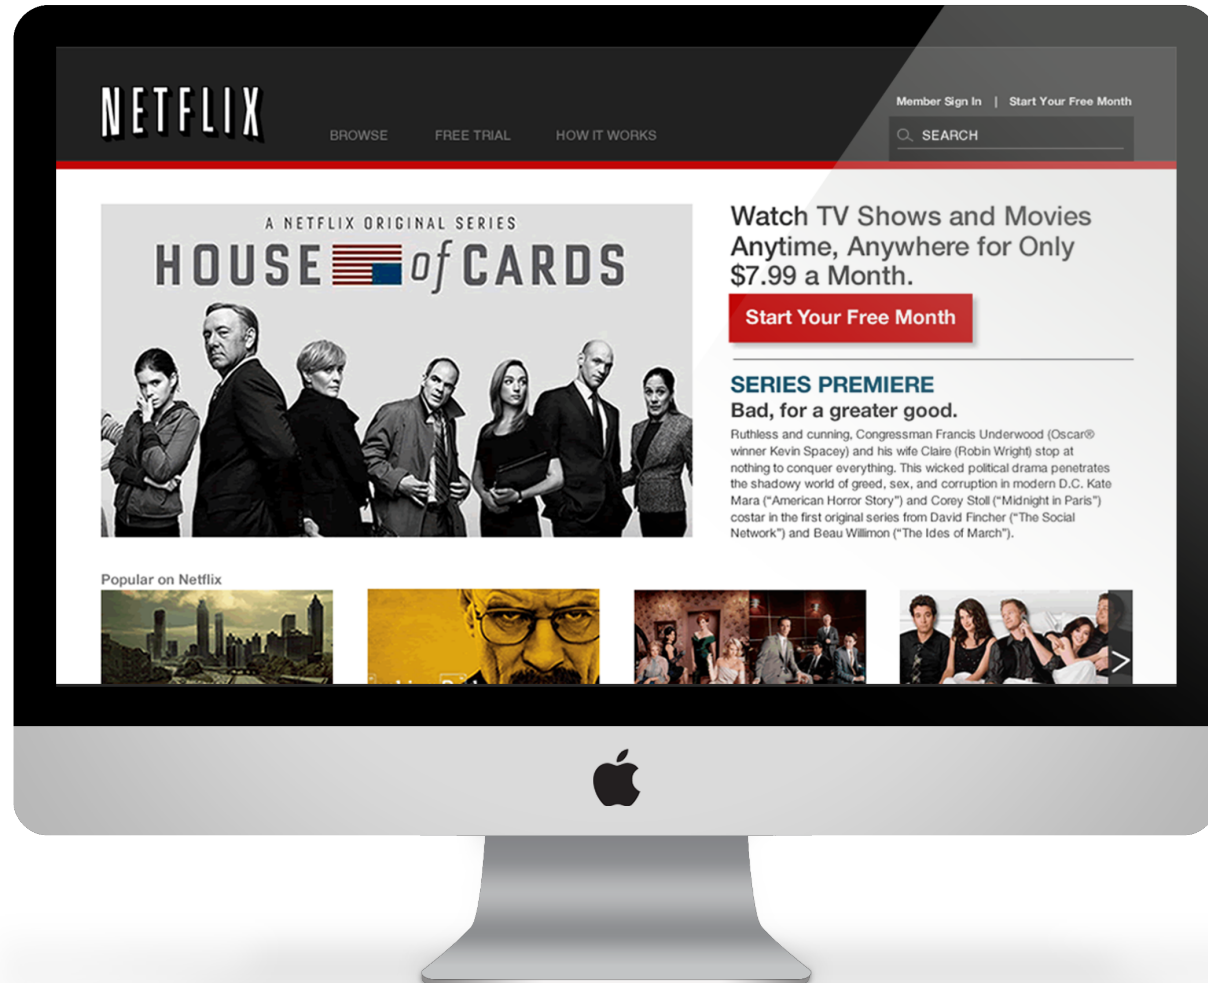 NETFLIX
BROWSE FREE TRIAL HOW IT WORKS
Member Sign In | Start Your Free Month
SEARCH
A NETFLIX ORIGINAL SERIES
HOUSE of CARDS
Watch TV Shows and Movies
Anytime, Anywhere for Only
$7.99 a Month.
Start Your Free Month
SERIES PREMIERE
Bad, for a greater good.
Ruthless and cunning, Congressman Francis Underwood (Oscar®
winner Kevin Spacey) and his wife Claire (Robin Wright) stop at
nothing to conquer everything. This wicked political drama penetrates
the shadowy world of greed, sex, and corruption in modern D.C. Kate
Mara (“American Horror Story”) and Corey Stoll (“Midnight in Paris”)
costar in the first original series from David Fincher (“The Social
Network”) and Beau Willimon (“The Ides of March”).
Popular on Netflix